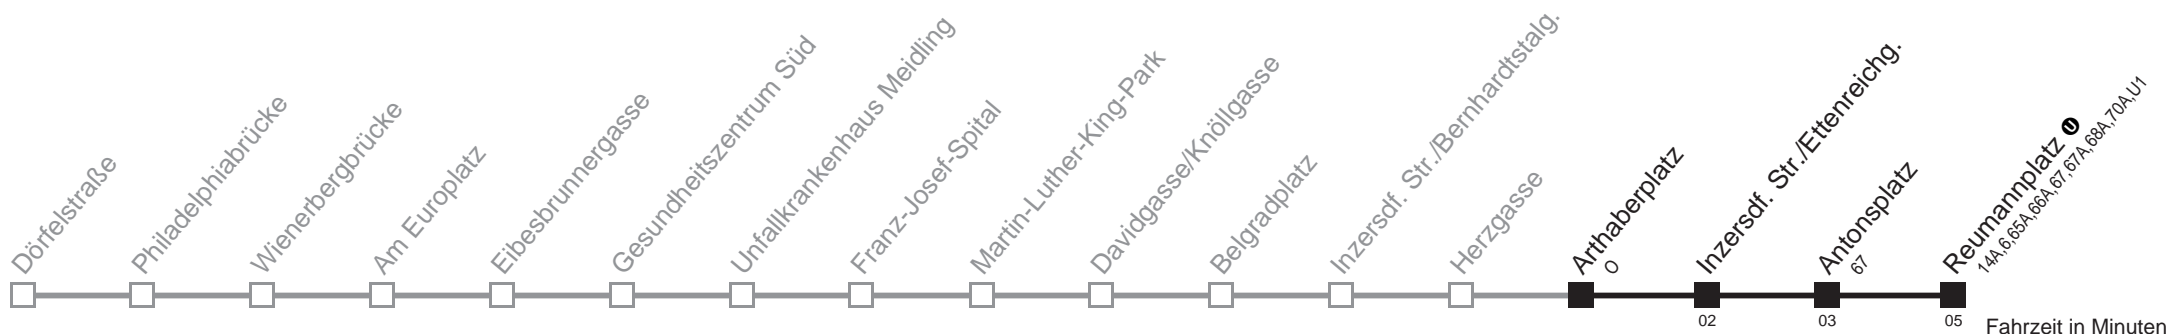 Dörfelstraße
Philadelphiabrücke
Wienerbergbrücke
Am Europlatz
Eibesbrunnergasse
Gesundheitszentrum Süd
Unfallkrankenhaus Meidling
Franz-Josef-Spital
Martin-Luther-King-Park
Davidgasse/Knöllgasse
Belgradplatz
Inzersdf. Str./Bernhardtstalg.
Herzgasse
Arthaberplatz
O
Inzersdf. Str./Ettenreichg.
Antonsplatz
67
Reumannplatz U
14A,6,65A,66A,67,67A,68A,70A,U1
02
03
05
Fahrzeit in Minuten